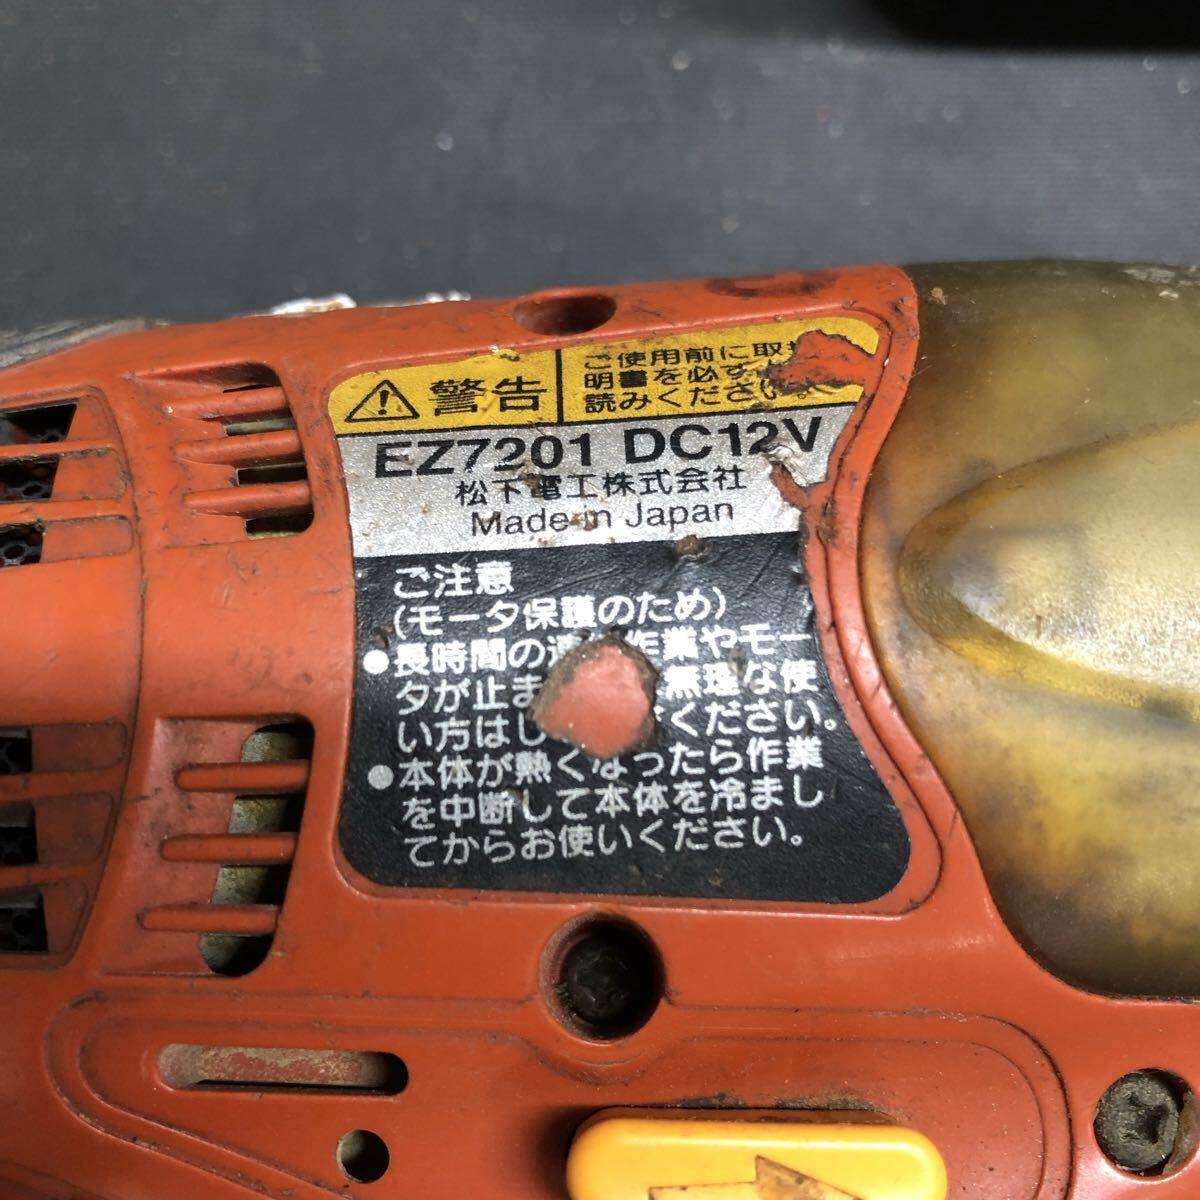 警告
ご使用前に取
明書を必ず
読みください。
EZ7201 DC12V
松下電工株式会社
Made in Japan
ご注意
(モータ保護のため)
●長時間の連 作業やモー
タが止ま 無理な使
い方はし ください。
●本体が熱くなったら作業
を中断して本体を冷まし
てからお使いください。